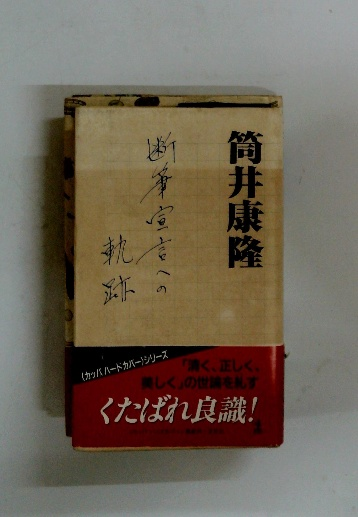 筒井康隆
断筆宣言への
軌跡
〈カッパ・ハードカバー〉シリーズ
「清く、正しく、
美しく」の世論を糺す
くたばれ良識!